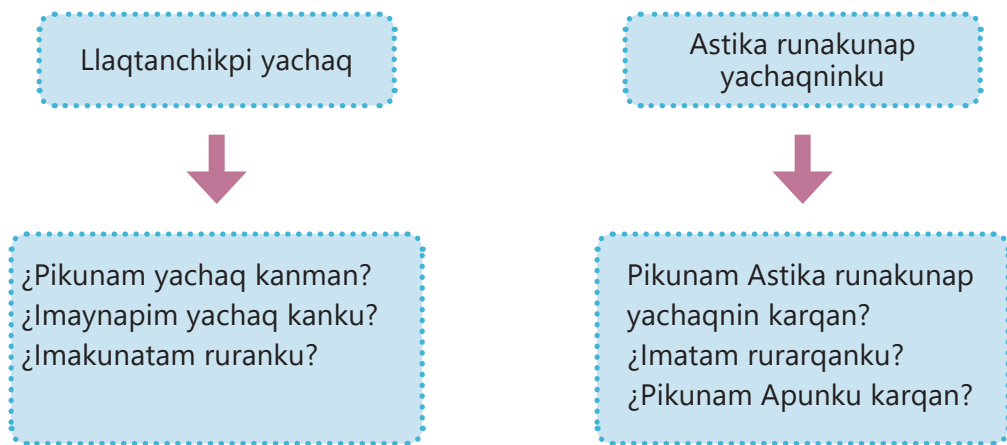 Llaqtanchikpi yachaq
Astika runakunap
yachaqninku
¿Pikunam yachaq kanman?
¿Imaynapim yachaq kanku?
¿Imakunatam ruranku?
Pikunam Astika runakunap
yachaqnin karqan?
¿Imatam rurarqanku?
¿Pikunam Apunku karqan?